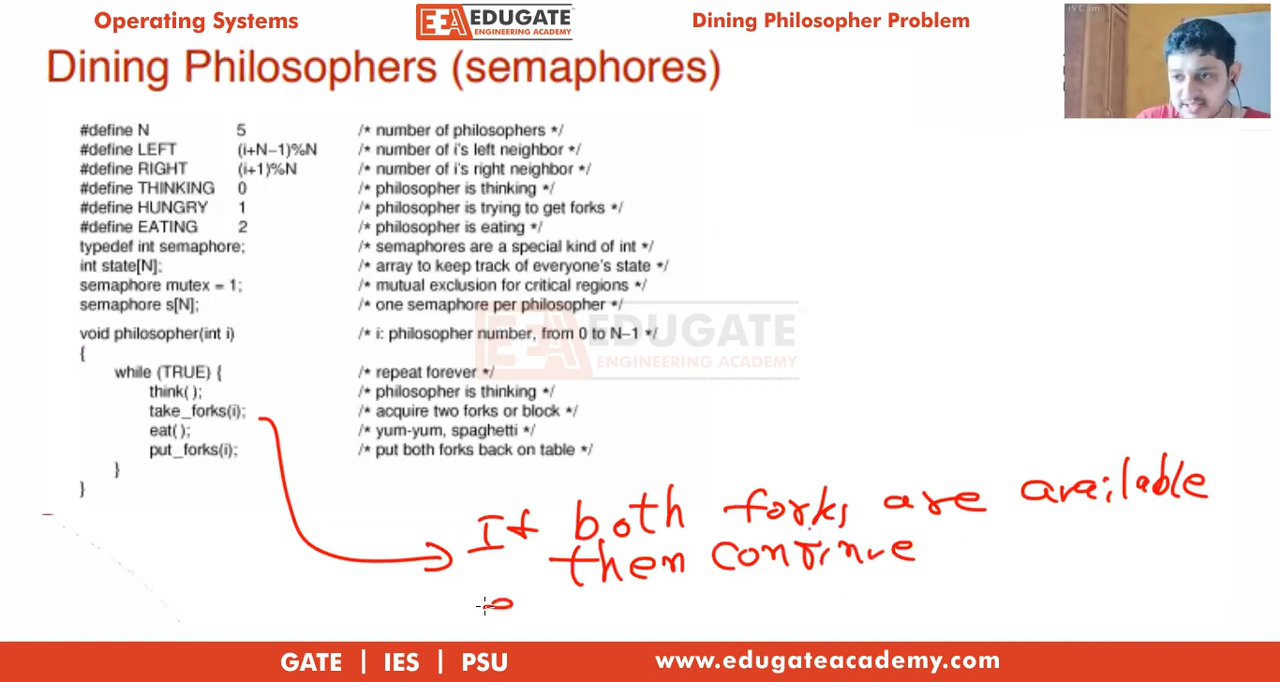 Operating Systems
EEA EDUGATE
ENGINEERING ACADEMY
Dining Philosopher Problem
Dining Philosophers (semaphores)
#define N 5 /* number of philosophers */
#define LEFT (i+N−1)%N /* number of i's left neighbor */
#define RIGHT (i+1)%N /* number of i's right neighbor */
#define THINKING 0 /* philosopher is thinking */
#define HUNGRY 1 /* philosopher is trying to get forks */
#define EATING 2 /* philosopher is eating */
typedef int semaphore; /* semaphores are a special kind of int */
int state[N]; /* array to keep track of everyone's state */
semaphore mutex = 1; /* mutual exclusion for critical regions */
semaphore s[N]; /* one semaphore per philosopher */
EEA EDUGATE
ENGINEERING ACADEMY
void philosopher(int i) /* i: philosopher number, from 0 to N−1 */
{
while (TRUE) { /* repeat forever */
think( ); /* philosopher is thinking */
take_forks(i); /* acquire two forks or block */
eat( ); /* yum-yum, spaghetti */
put_forks(i); /* put both forks back on table */
}
}
If both forks are available
then continue
GATE | IES | PSU
www.edugateacademy.com